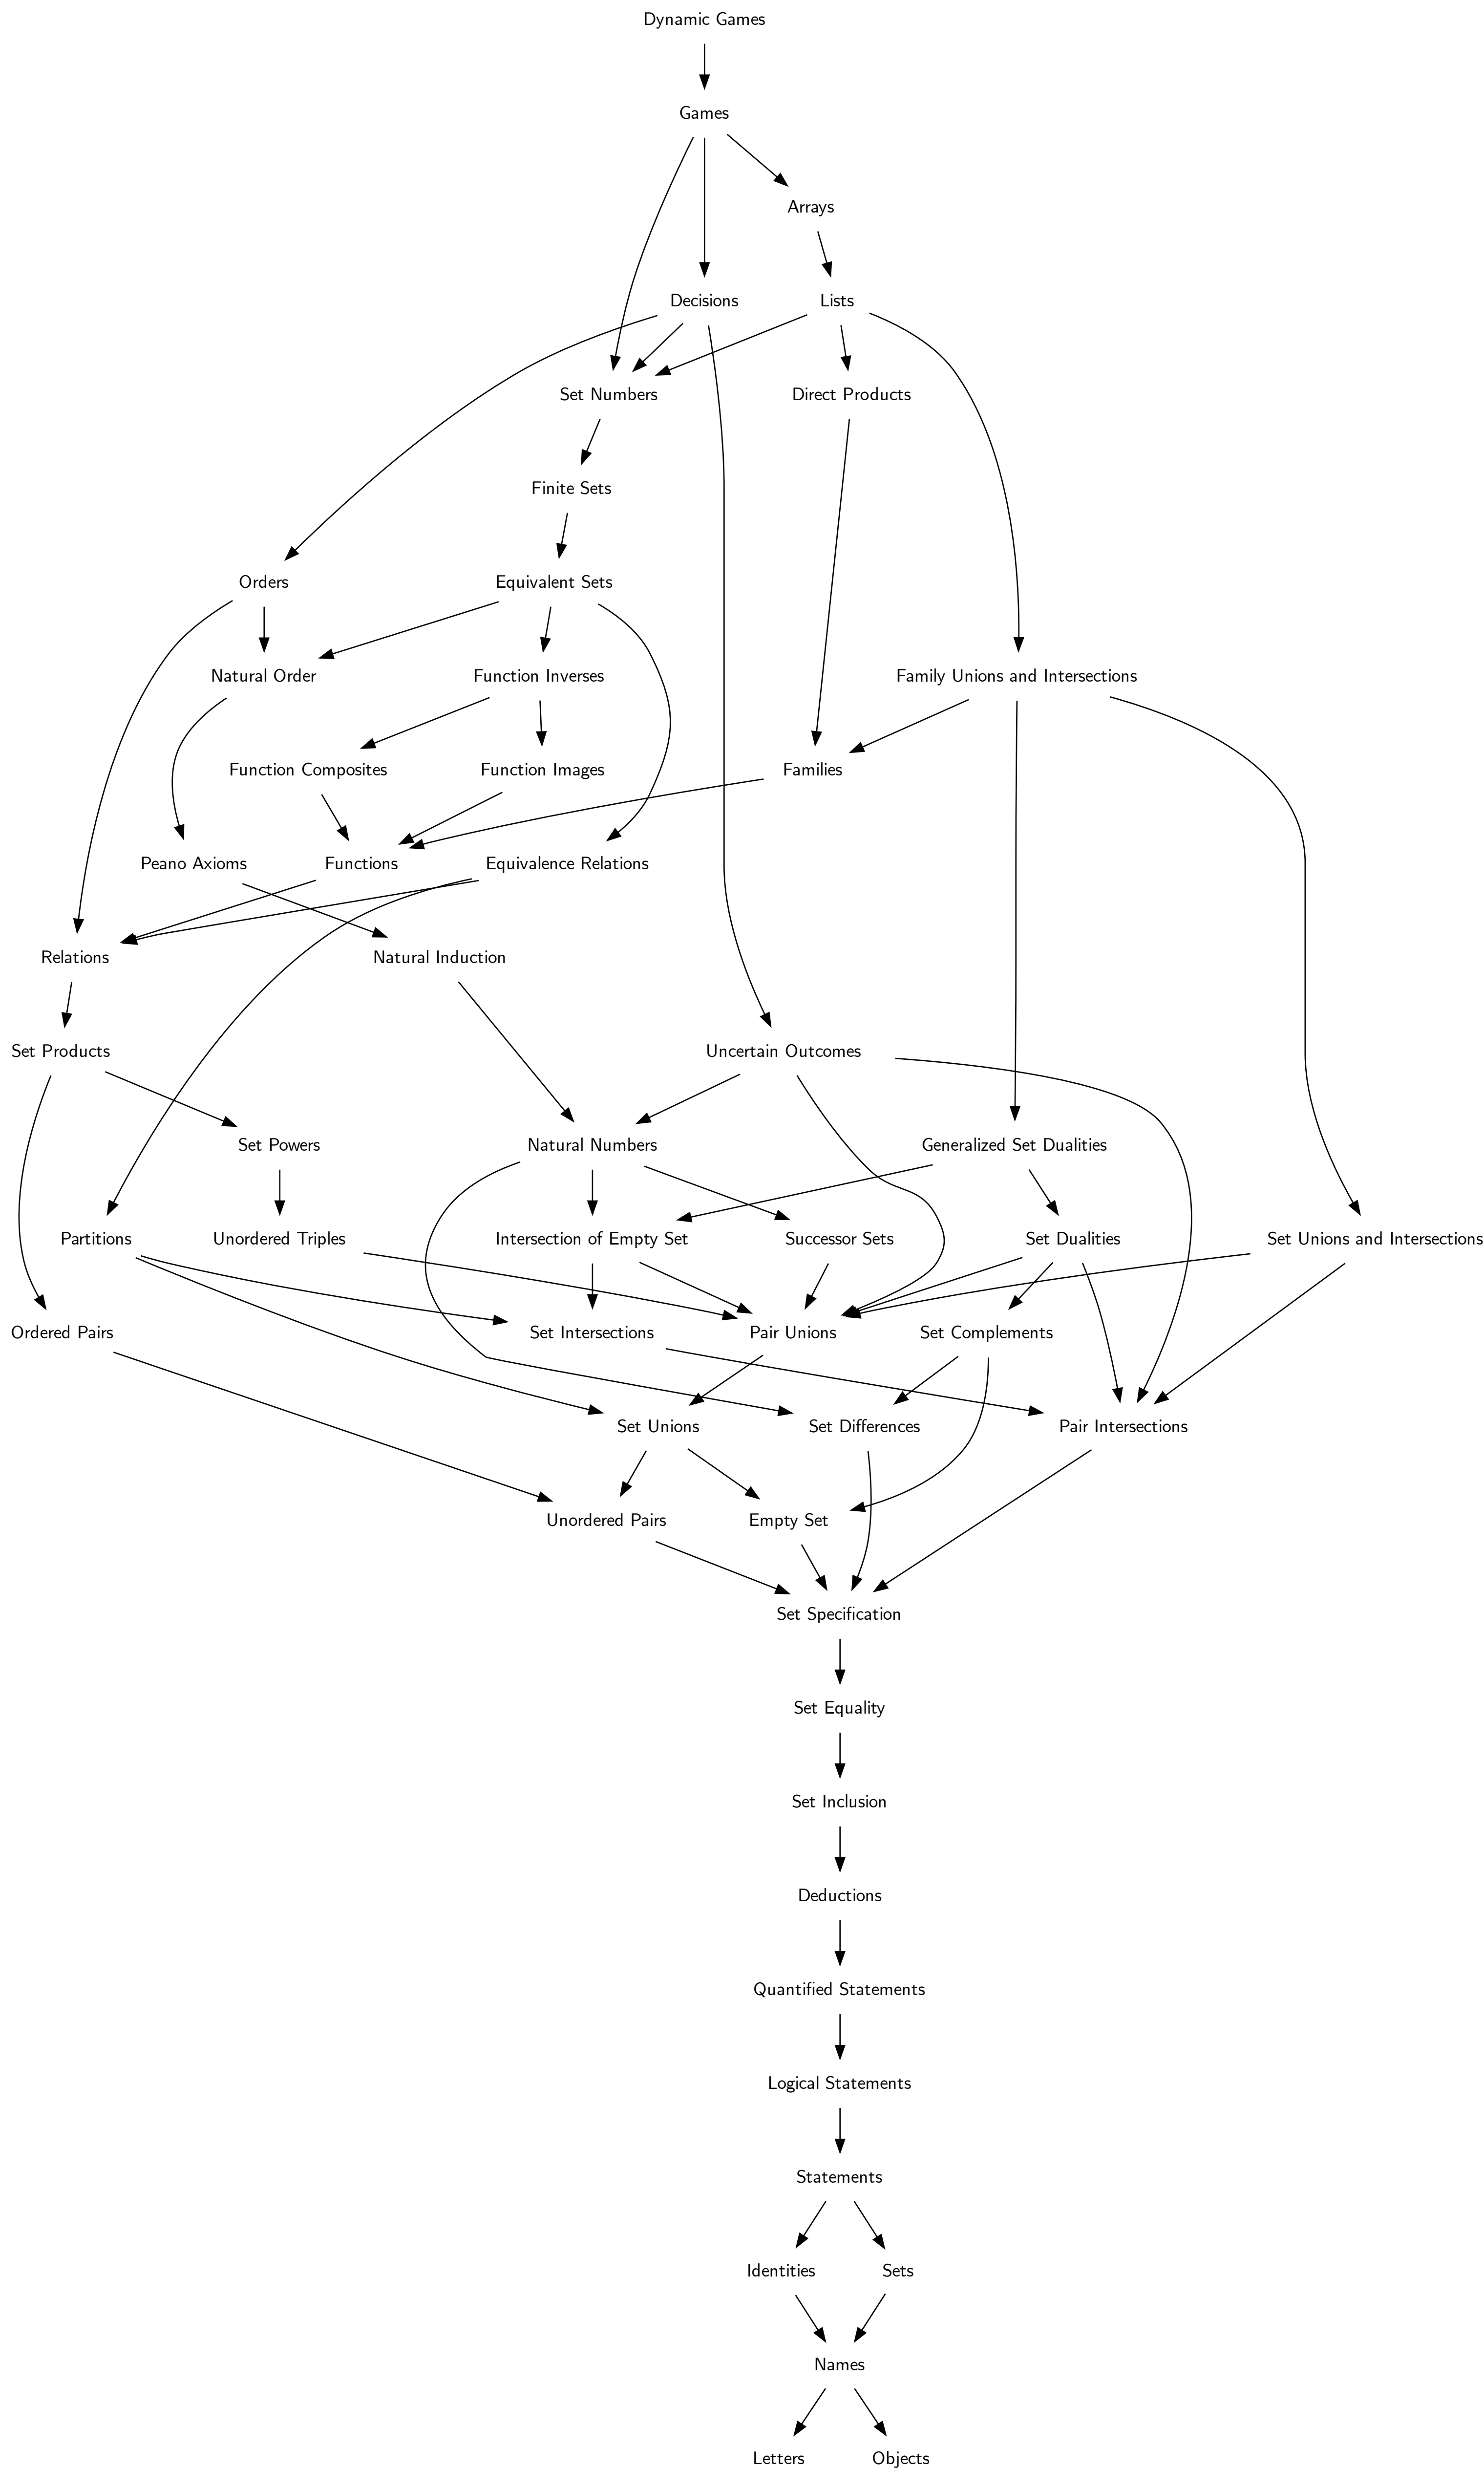 Dynamic Games
Games
Arrays
Decisions
Lists
Set Numbers
Direct Products
Finite Sets
Orders
Equivalent Sets
Natural Order
Function Inverses
Family Unions and Intersections
Function Composites
Function Images
Families
Peano Axioms
Functions
Equivalence Relations
Relations
Natural Induction
Set Products
Uncertain Outcomes
Set Powers
Natural Numbers
Generalized Set Dualities
Partitions
Unordered Triples
Intersection of Empty Set
Successor Sets
Set Dualities
Set Unions and Intersections
Ordered Pairs
Set Intersections
Pair Unions
Set Complements
Set Unions
Set Differences
Pair Intersections
Unordered Pairs
Empty Set
Set Specification
Set Equality
Set Inclusion
Deductions
Quantified Statements
Logical Statements
Statements
Identities
Sets
Names
Letters
Objects